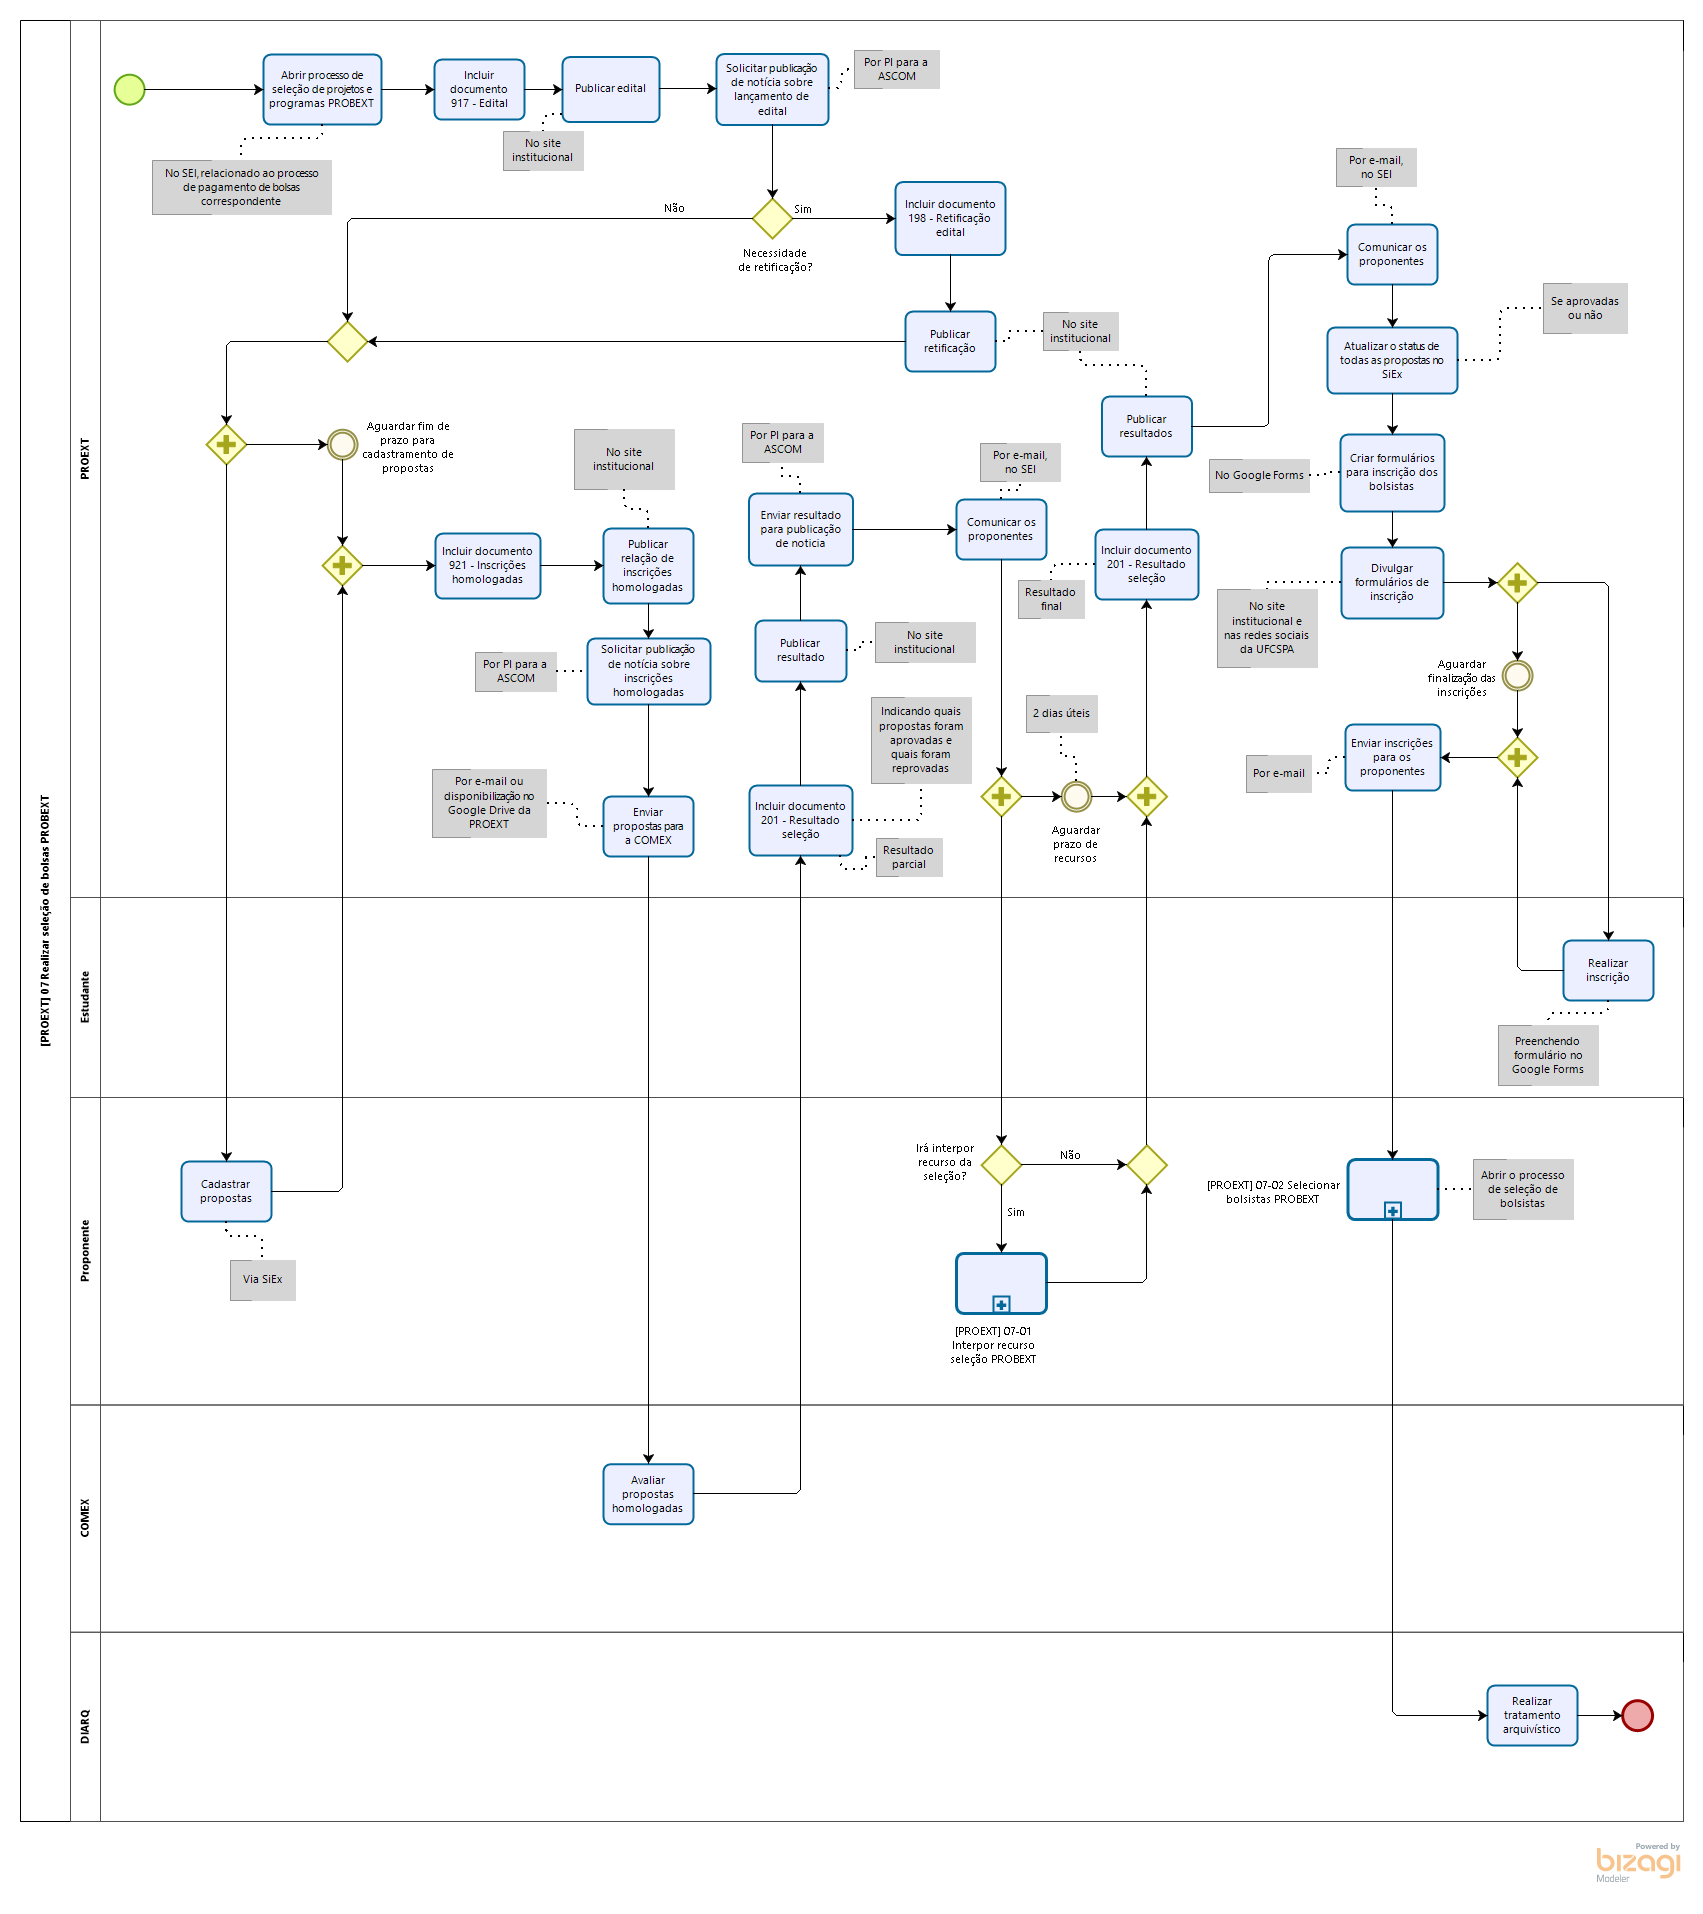 [PROEXT] 07 Realizar seleção de bolsas PROBEXT
PROEXT
Abrir processo de
seleção de projetos e
programas PROBEXT
No SEI, relacionado ao processo
de pagamento de bolsas
correspondente
Incluir
documento
917 - Edital
Publicar edital
No site
institucional
Solicitar publicação
de notícia sobre
lançamento de
edital
Por PI para a
ASCOM
Necessidade
de retificação?
Não
Sim
Incluir documento
198 - Retificação
edital
Publicar
retificação
No site
institucional
Aguardar fim de
prazo para
cadastramento de
propostas
Incluir documento
921 - Inscrições
homologadas
No site
institucional
Publicar
relação de
inscrições
homologadas
Solicitar publicação
de notícia sobre
inscrições
homologadas
Por PI para a
ASCOM
Por e-mail ou
disponibilização no
Google Drive da
PROEXT
Enviar
propostas para
a COMEX
Por PI para a
ASCOM
Enviar resultado
para publicação
de noticia
Publicar
resultado
No site
institucional
Indicando quais
propostas foram
aprovadas e
quais foram
reprovadas
Incluir documento
201 - Resultado
seleção
Resultado
parcial
Por e-mail,
no SEI
Comunicar os
proponentes
2 dias úteis
Aguardar
prazo de
recursos
Resultado
final
Incluir documento
201 - Resultado
seleção
Publicar
resultados
Por e-mail,
no SEI
Comunicar os
proponentes
Se aprovadas
ou não
Atualizar o status de
todas as propostas no
SiEx
No Google Forms
Criar formulários
para inscrição dos
bolsistas
Divulgar
formulários de
inscrição
No site
institucional e
nas redes sociais
da UFCSPA
Aguardar
finalização das
inscrições
Enviar inscrições
para os
proponentes
Por e-mail
Estudante
Realizar
inscrição
Preenchendo
formulário no
Google Forms
Proponente
Cadastrar
propostas
Via SiEx
Irá interpor
recurso da
seleção?
Não
Sim
[PROEXT] 07-01
Interpor recurso
seleção PROBEXT
[PROEXT] 07-02 Selecionar
bolsistas PROBEXT
Abrir o processo
de seleção de
bolsistas
COMEX
Avaliar
propostas
homologadas
DIARQ
Realizar
tratamento
arquivístico
Powered by
bizagi
Modeler